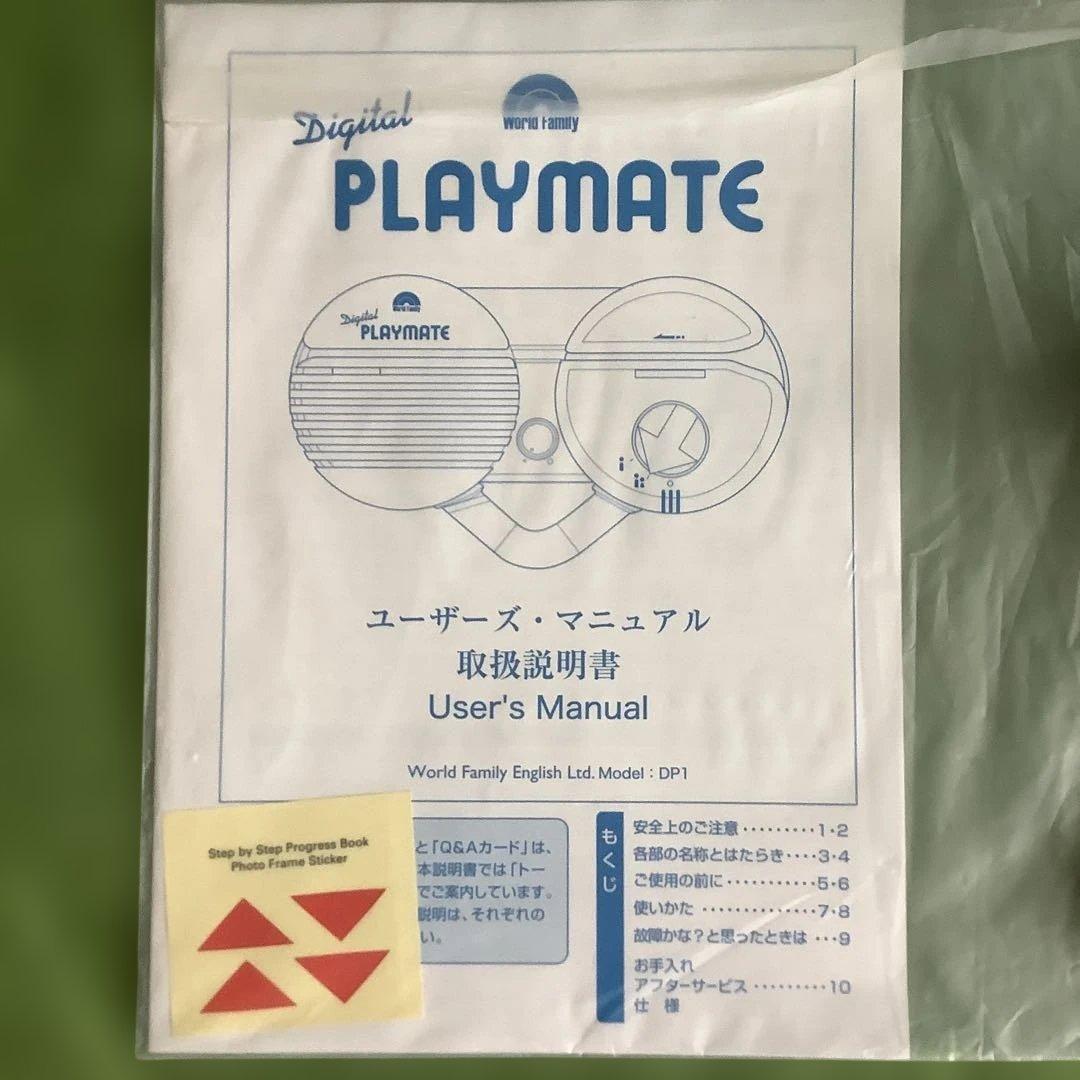 Digital
World Family
PLAYMATE
World Family
Digital
PLAYMATE
ユーザーズ・マニュアル
取扱説明書
User's Manual
World Family English Ltd. Model : DP1
Step by Step Progress Book
Photo Frame Sticker
と「Q&Aカード」は、
本説明書では「トー
でご案内しています。
説明は、それぞれの
い。
もくじ
安全上のご注意 ・・・・・・・・・1・2
各部の名称とはたらき・・・・3・4
ご使用の前に・・・・・・・・・・・5・6
使いかた ・・・・・・・・・・・・・・7・8
故障かな？と思ったときは ・・・9
お手入れ
アフターサービス ・・・・・・・・・10
仕 様